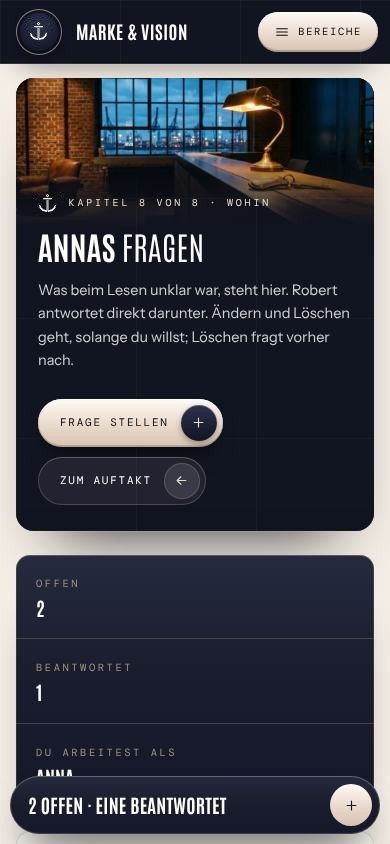 MARKE & VISION
BEREICHE
KAPITEL 8 VON 8 · WOHIN
ANNAS FRAGEN
Was beim Lesen unklar war, steht hier. Robert
antwortet direkt darunter. Ändern und Löschen
geht, solange du willst; Löschen fragt vorher
nach.
FRAGE STELLEN
ZUM AUFTAKT
OFFEN
2
BEANTWORTET
1
DU ARBEITEST ALS
ANNA
2 OFFEN · EINE BEANTWORTET